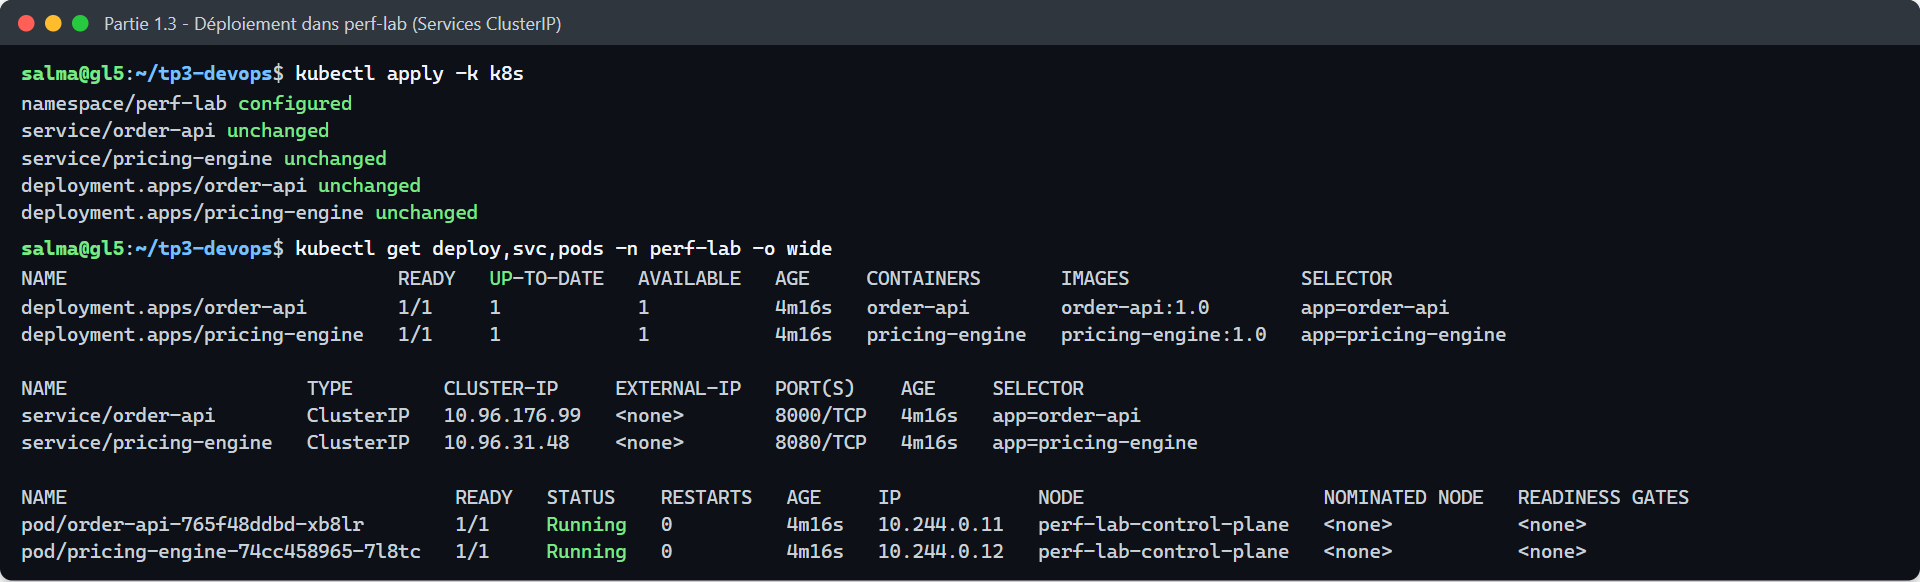 Partie 1.3 - Déploiement dans perf-lab (Services ClusterIP)
salma@gl5:~/tp3-devops$ kubectl apply -k k8s
namespace/perf-lab configured
service/order-api unchanged
service/pricing-engine unchanged
deployment.apps/order-api unchanged
deployment.apps/pricing-engine unchanged
salma@gl5:~/tp3-devops$ kubectl get deploy,svc,pods -n perf-lab -o wide
NAME READY UP-TO-DATE AVAILABLE AGE CONTAINERS IMAGES SELECTOR
deployment.apps/order-api 1/1 1 1 4m16s order-api order-api:1.0 app=order-api
deployment.apps/pricing-engine 1/1 1 1 4m16s pricing-engine pricing-engine:1.0 app=pricing-engine
NAME TYPE CLUSTER-IP EXTERNAL-IP PORT(S) AGE SELECTOR
service/order-api ClusterIP 10.96.176.99 <none> 8000/TCP 4m16s app=order-api
service/pricing-engine ClusterIP 10.96.31.48 <none> 8080/TCP 4m16s app=pricing-engine
NAME READY STATUS RESTARTS AGE IP NODE NOMINATED NODE READINESS GATES
pod/order-api-765f48ddbd-xb8lr 1/1 Running 0 4m16s 10.244.0.11 perf-lab-control-plane <none> <none>
pod/pricing-engine-74cc458965-7l8tc 1/1 Running 0 4m16s 10.244.0.12 perf-lab-control-plane <none> <none>